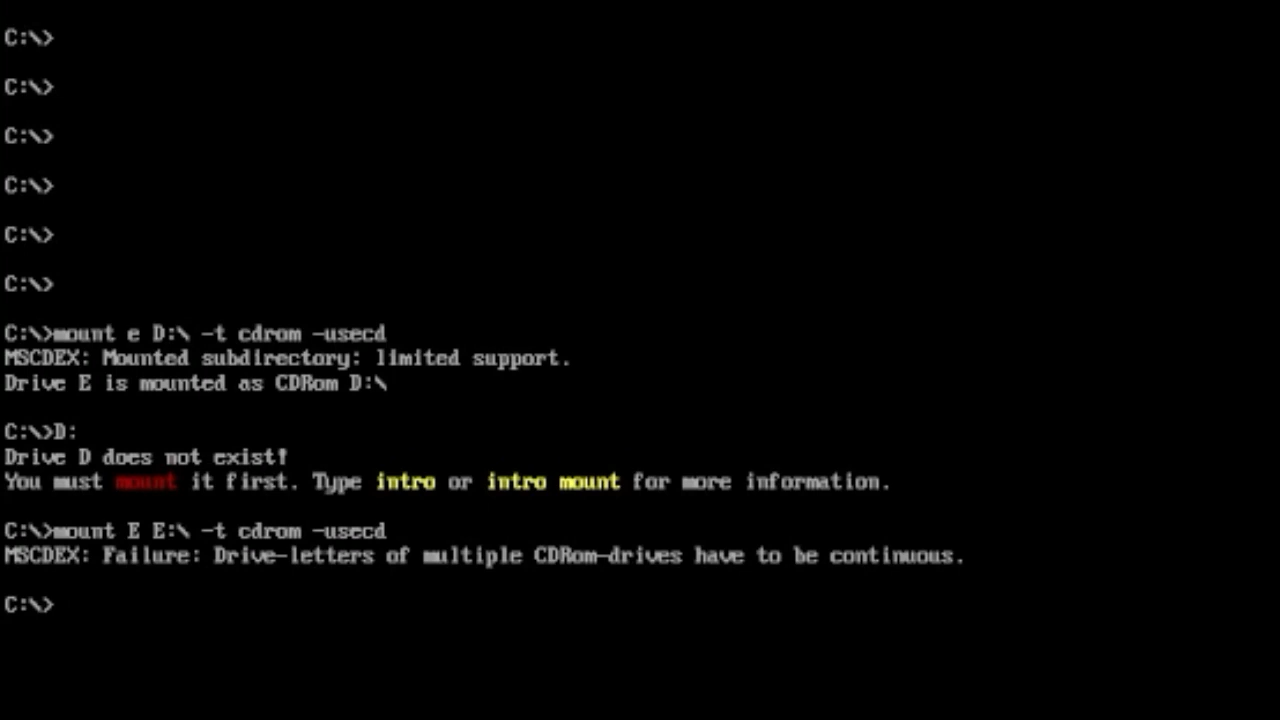 C:\>
C:\>
C:\>
C:\>
C:\>
C:\>
C:\>mount e D:\ -t cdrom -usecd
MSCDEX: Mounted subdirectory: limited support.
Drive E is mounted as CDRom D:\
C:\>D:
Drive D does not exist!
You must mount it first. Type intro or intro mount for more information.
C:\>mount E E:\ -t cdrom -usecd
MSCDEX: Failure: Drive-letters of multiple CDRom-drives have to be continuous.
C:\>